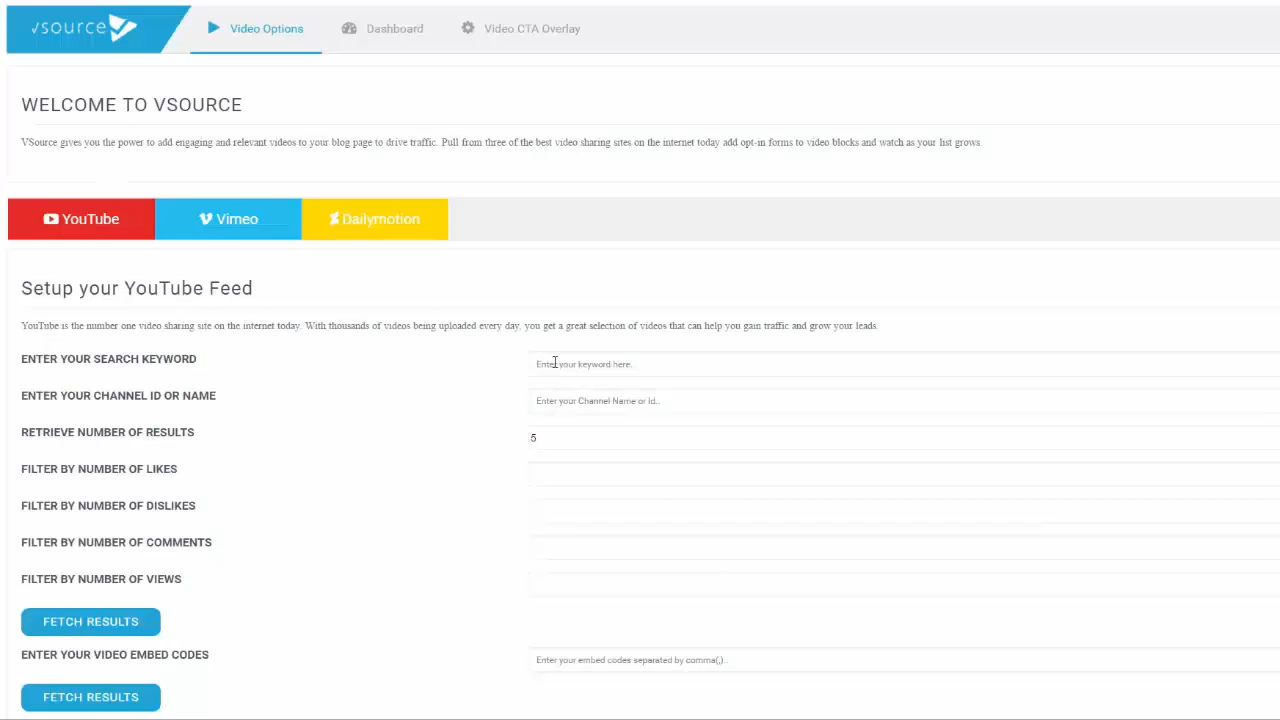 vsource
Video Options
Dashboard
Video CTA Overlay
WELCOME TO VSOURCE
VSource gives you the power to add engaging and relevant videos to your blog page to drive traffic. Pull from three of the best video sharing sites on the internet today add opt-in forms to video blocks and watch as your list grows.
YouTube
Vimeo
Dailymotion
Setup your YouTube Feed
YouTube is the number one video sharing site on the internet today. With thousands of videos being uploaded every day, you get a great selection of videos that can help you gain traffic and grow your leads.
ENTER YOUR SEARCH KEYWORD
Enter your keyword here..
ENTER YOUR CHANNEL ID OR NAME
Enter your Channel Name or Id..
RETRIEVE NUMBER OF RESULTS
5
FILTER BY NUMBER OF LIKES
FILTER BY NUMBER OF DISLIKES
FILTER BY NUMBER OF COMMENTS
FILTER BY NUMBER OF VIEWS
FETCH RESULTS
ENTER YOUR VIDEO EMBED CODES
Enter your embed codes separated by comma(,)..
FETCH RESULTS